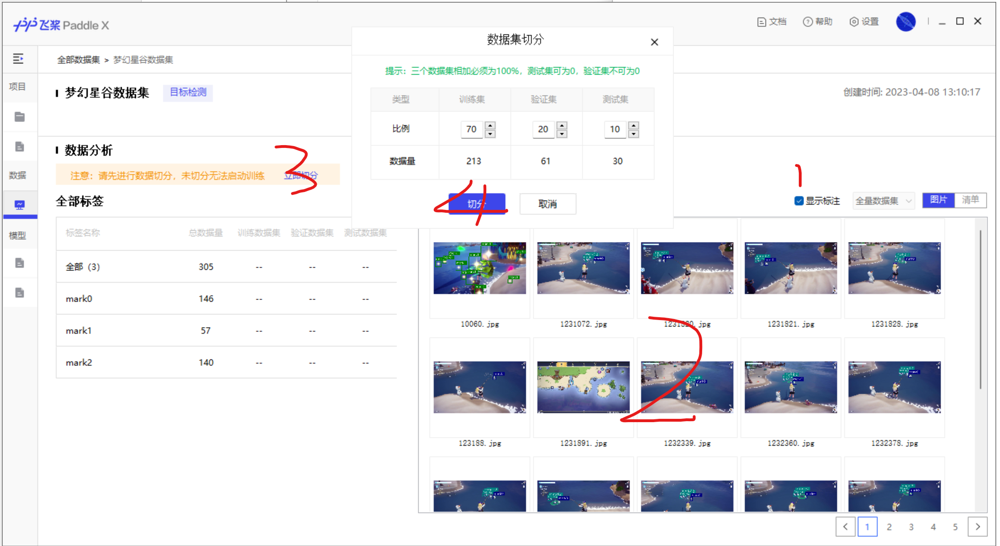 飞桨 Paddle X
文档 帮助 设置
全部数据集 > 梦幻星谷数据集
项目
梦幻星谷数据集 目标检测
创建时间: 2023-04-08 13:10:17
数据集切分
提示：三个数据集相加必须为100%，测试集可为0，验证集不可为0
类型 训练集 验证集 测试集
比例 70 20 10
数据量 213 61 30
切分 取消
4
数据分析
注意：请先进行数据切分，未切分无法启动训练 立即切分
3
数据
全部标签
1
显示标注 全量数据集 图片 清单
模型
标签名称 总数据量 训练数据集 验证数据集 测试数据集
全部（3） 305 -- -- --
mark0 146 -- -- --
mark1 57 -- -- --
mark2 140 -- -- --
10060.jpg 1231072.jpg 1231820.jpg 1231821.jpg 1231828.jpg
2
123188.jpg 1231891.jpg 1232339.jpg 1232360.jpg 1232378.jpg
< 1 2 3 4 5 >